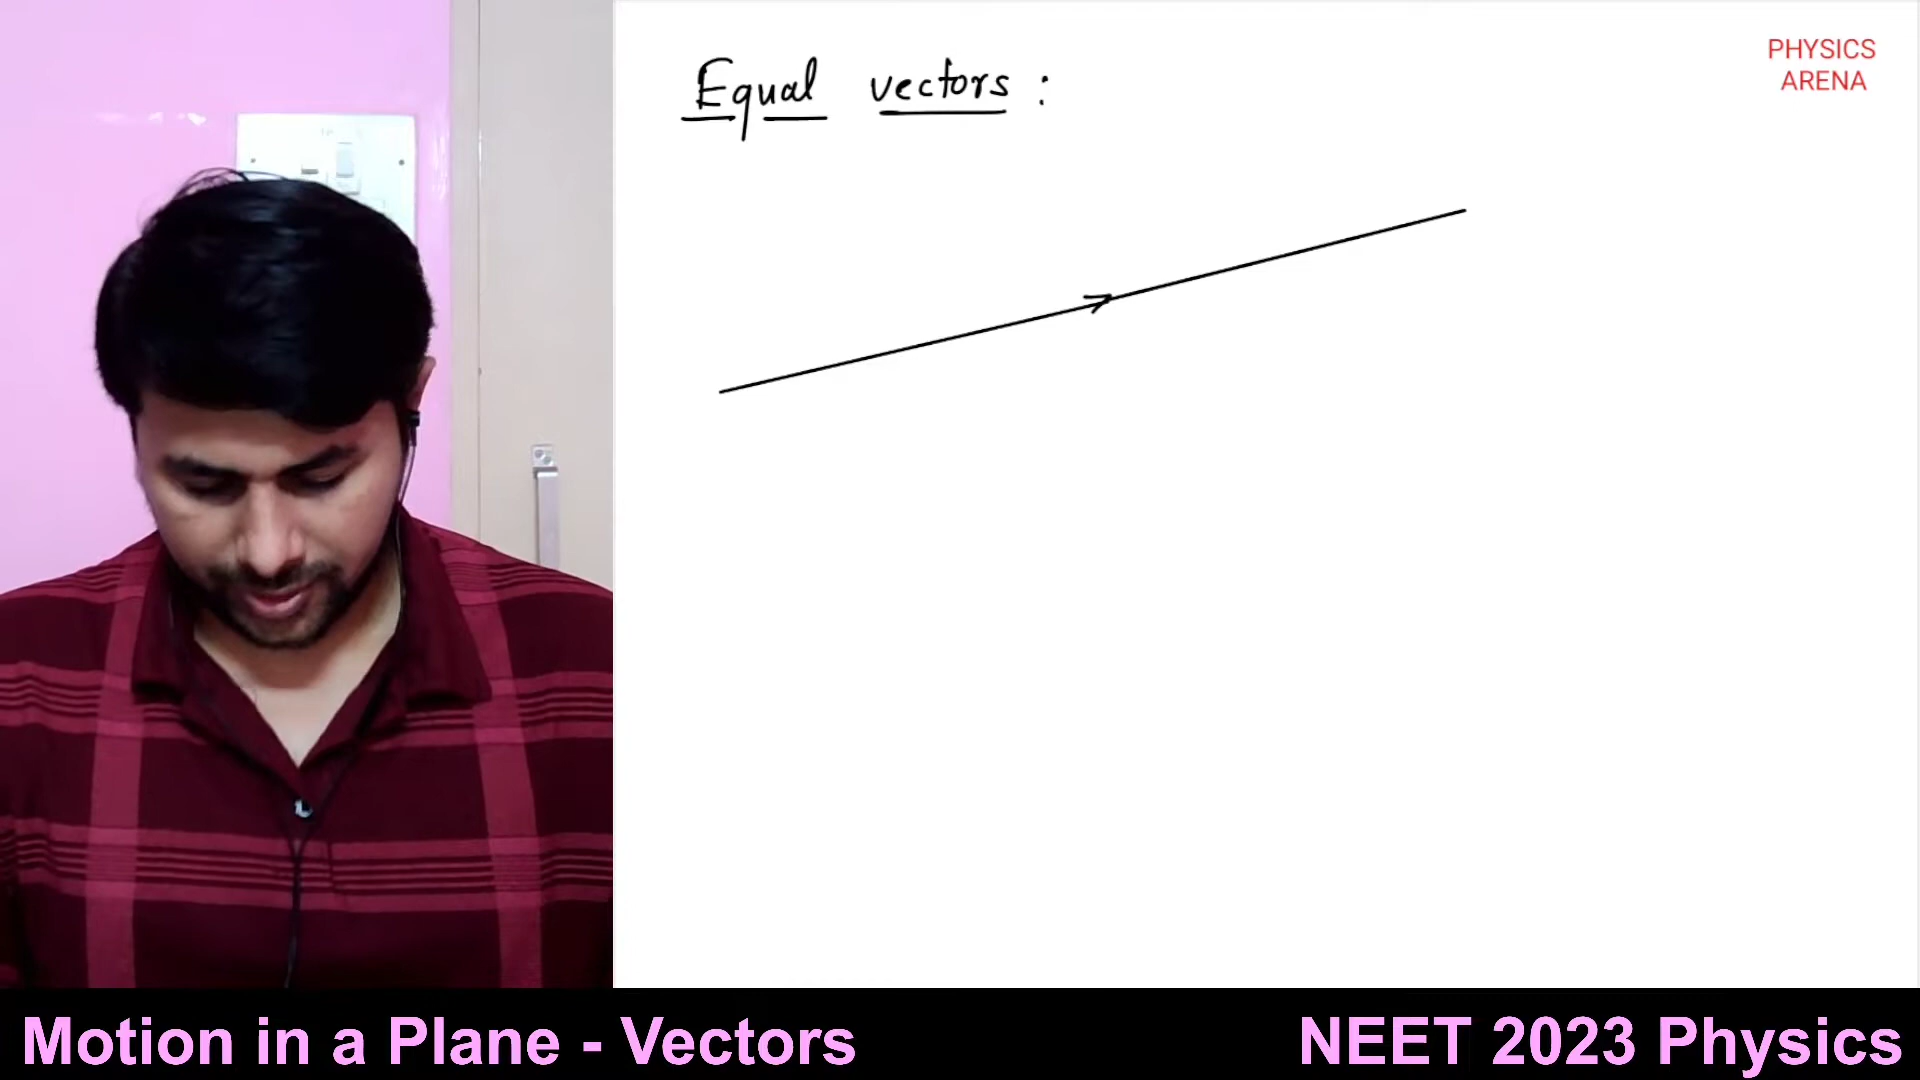 Equal vectors :
PHYSICS
ARENA
Motion in a Plane - Vectors
NEET 2023 Physics